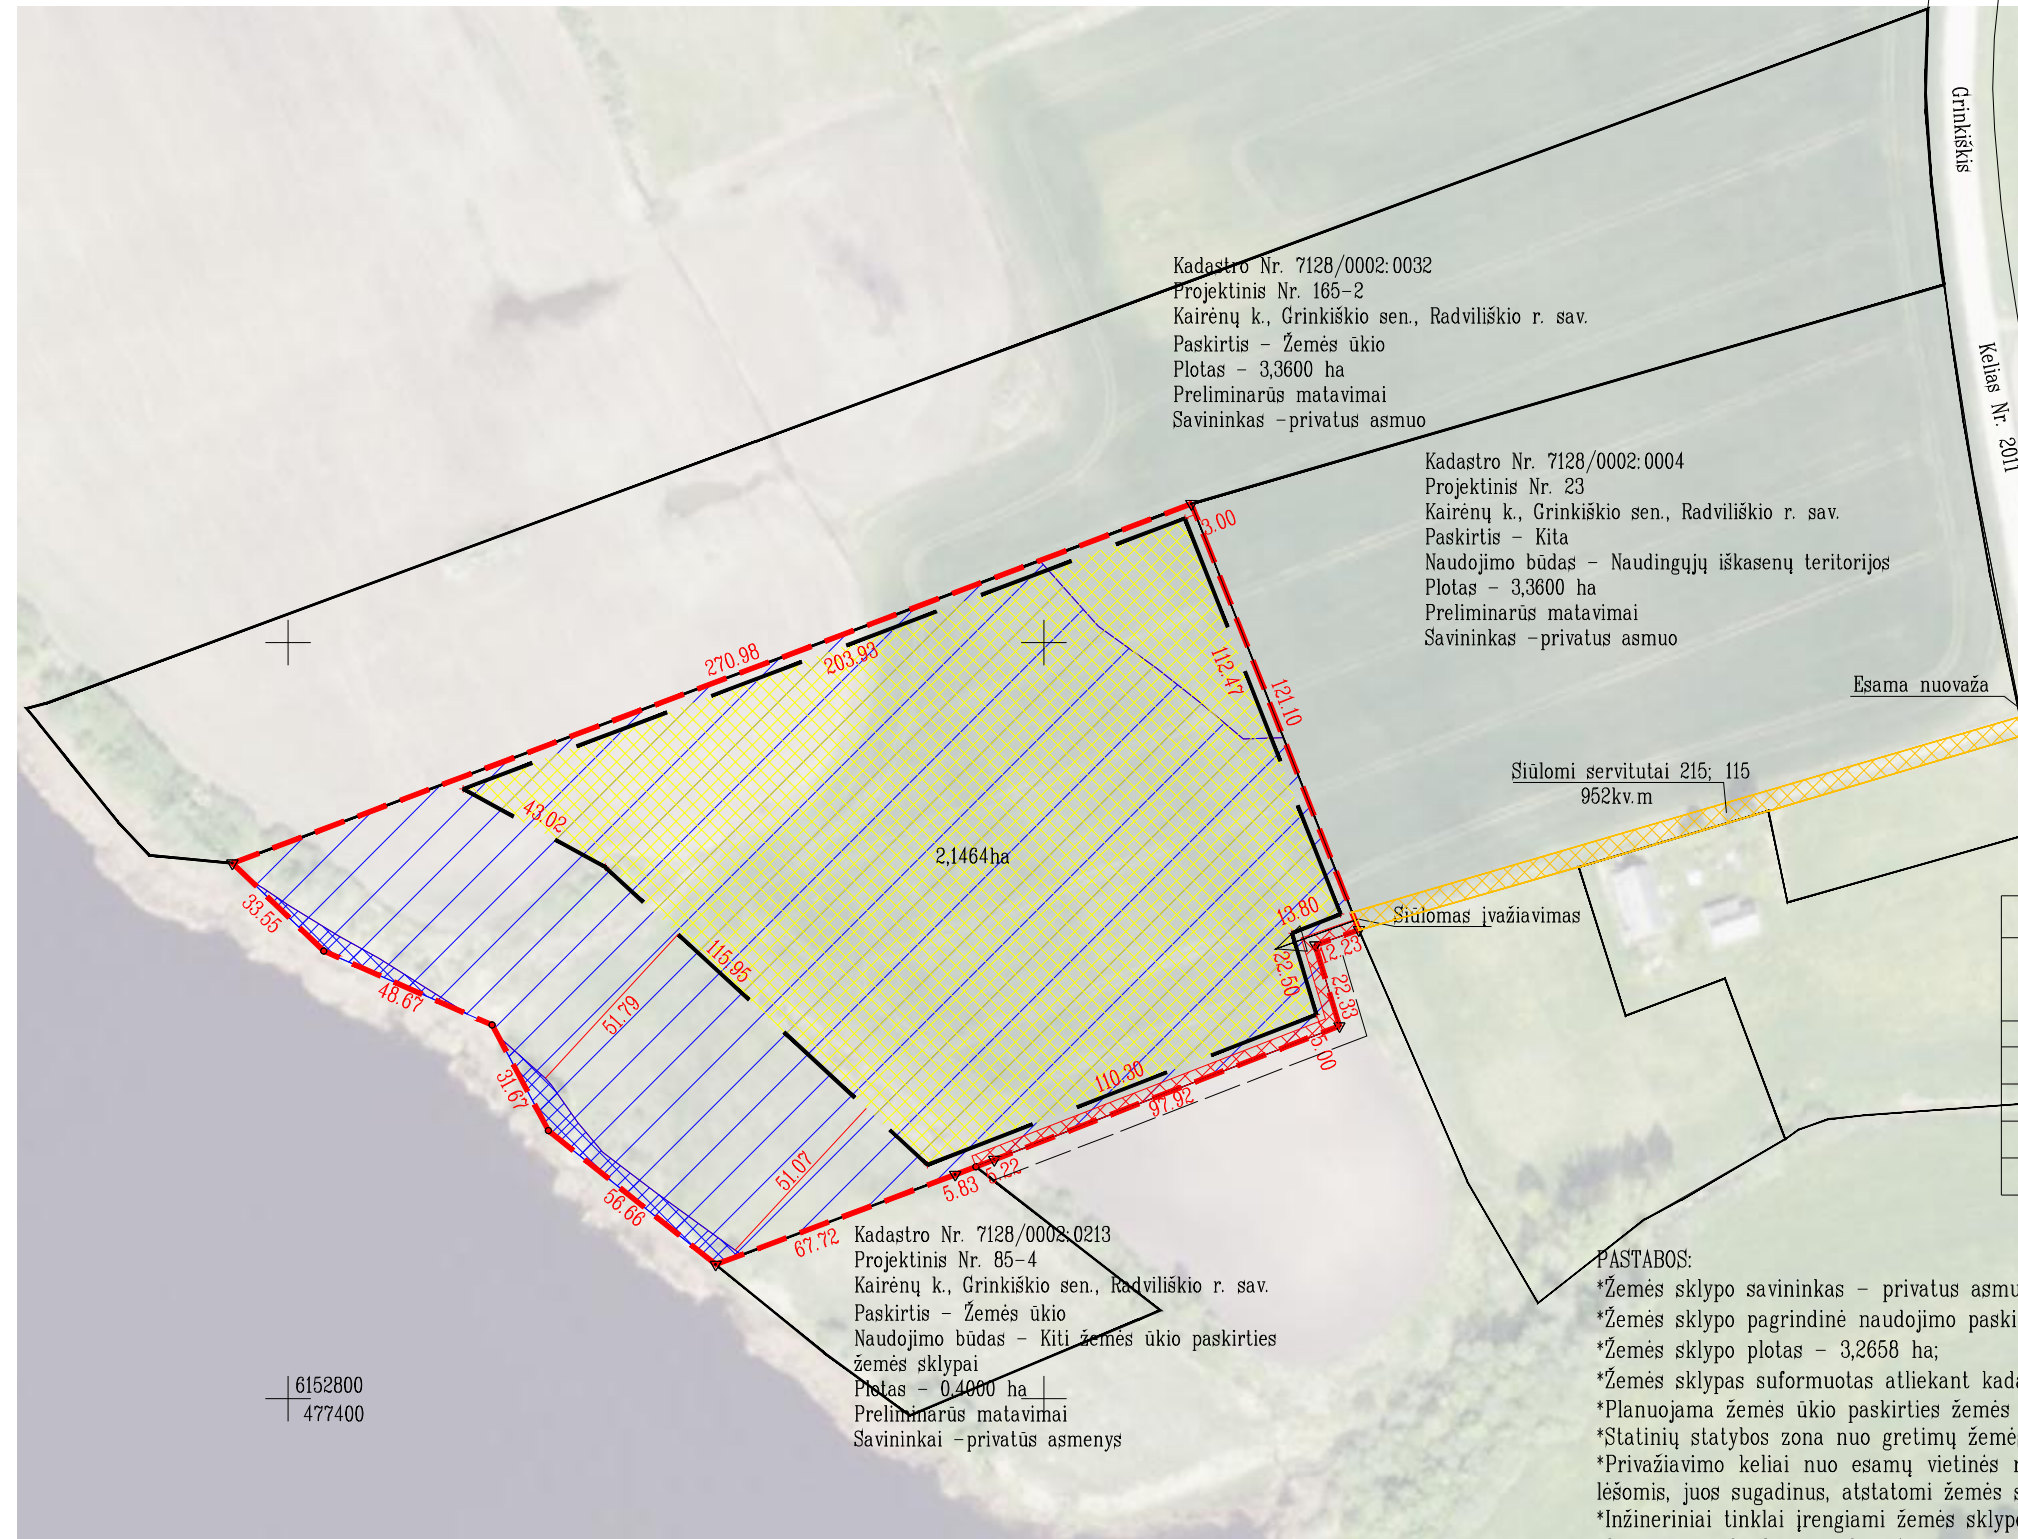 Grinkiškis
Kelias Nr. 2011
Kadastro Nr. 7128/0002:0032
Projektinis Nr. 165-2
Kairėnų k., Grinkiškio sen., Radviliškio r. sav.
Paskirtis - Žemės ūkio
Plotas - 3,3600 ha
Preliminarūs matavimai
Savininkas -privatus asmuo
Kadastro Nr. 7128/0002:0004
Projektinis Nr. 23
Kairėnų k., Grinkiškio sen., Radviliškio r. sav.
Paskirtis - Kita
Naudojimo būdas - Naudingųjų iškasenų teritorijos
Plotas - 3,3600 ha
Preliminarūs matavimai
Savininkas -privatus asmuo
3.00
270.98
203.93
112.47
121.10
Esama nuovaža
Siūlomi servitutai 215; 115
952kv.m
43.02
2,1464ha
13.80
Siūlomas įvažiavimas
12.23
22.50
22.33
33.55
48.67
115.95
51.79
5.00
110.30
97.92
31.67
51.07
5.22
5.83
56.66
67.72
Kadastro Nr. 7128/0002:0213
Projektinis Nr. 85-4
Kairėnų k., Grinkiškio sen., Radviliškio r. sav.
Paskirtis - Žemės ūkio
Naudojimo būdas - Kiti žemės ūkio paskirties
žemės sklypai
Plotas - 0,4000 ha
Preliminarūs matavimai
Savininkai -privatūs asmenys
6152800
477400
PASTABOS:
*Žemės sklypo savininkas - privatus asmu
*Žemės sklypo pagrindinė naudojimo paski
*Žemės sklypo plotas - 3,2658 ha;
*Žemės sklypas suformuotas atliekant kada
*Planuojama žemės ūkio paskirties žemės
*Statinių statybos zona nuo gretimų žemė
*Privažiavimo keliai nuo esamų vietinės
lėšomis, juos sugadinus, atstatomi žemės s
*Inžineriniai tinklai įrengiami žemės sklyp